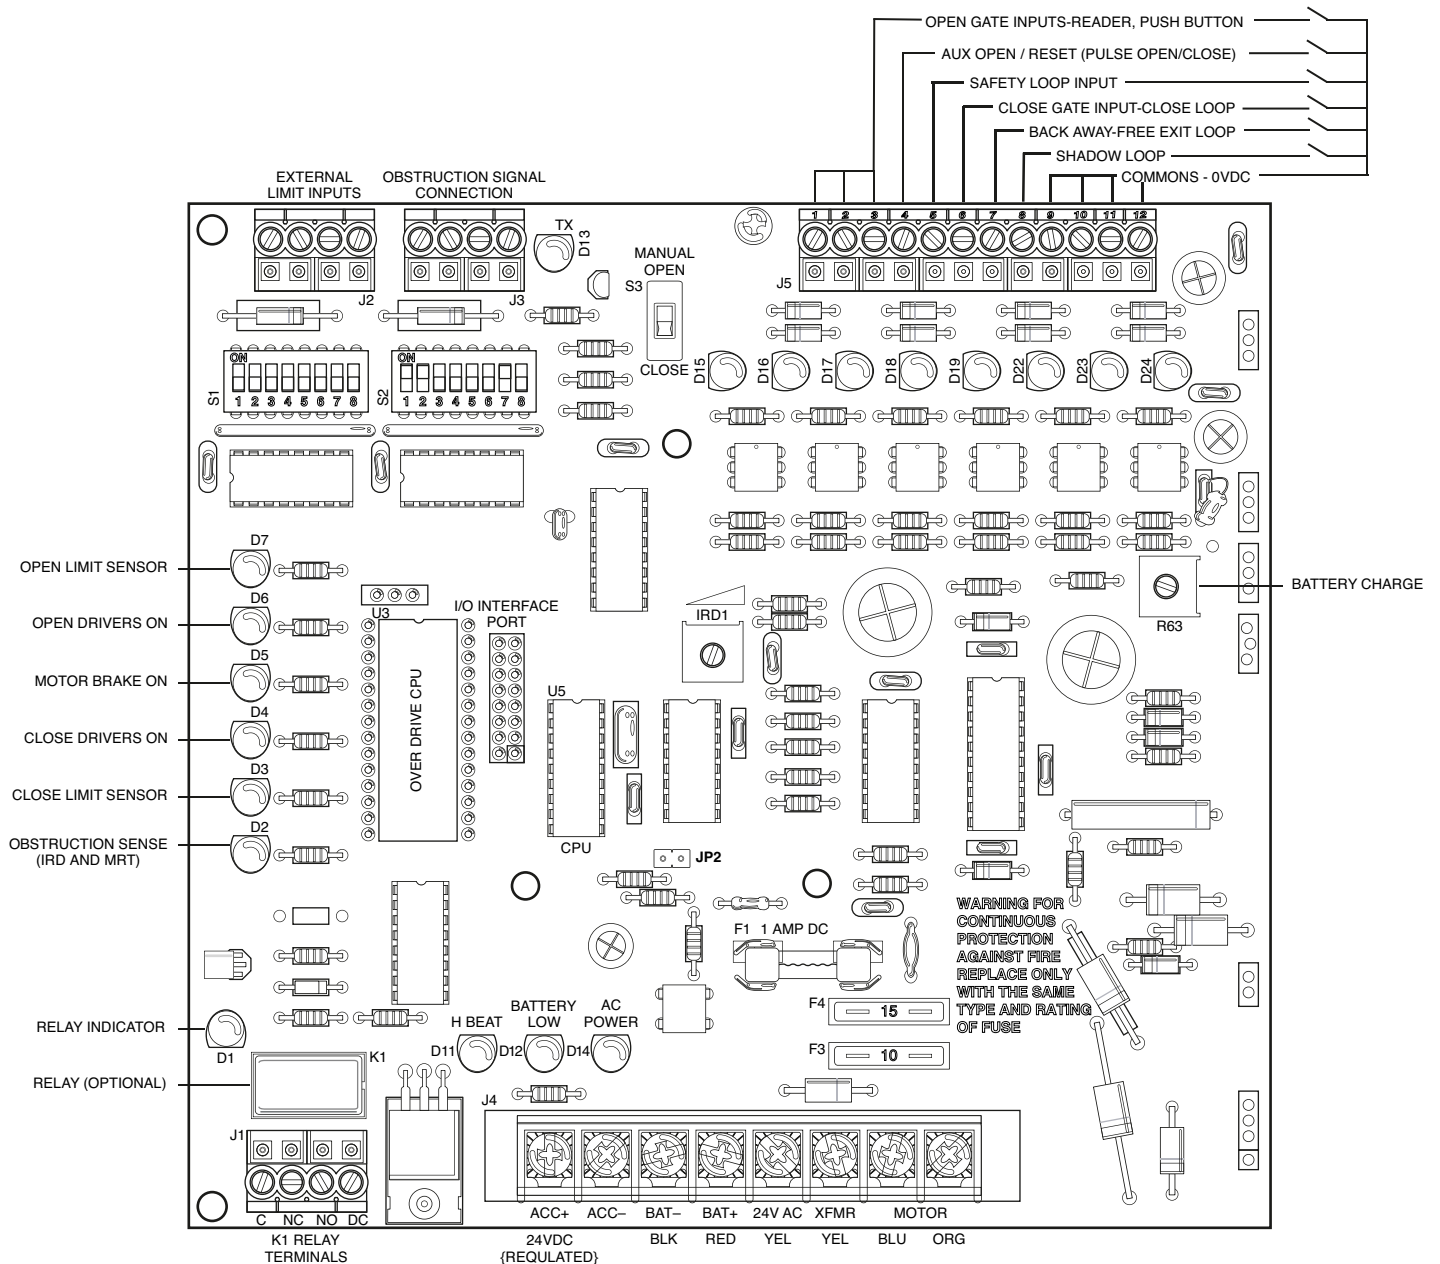 OPEN GATE INPUTS-READER, PUSH BUTTON
AUX OPEN / RESET (PULSE OPEN/CLOSE)
SAFETY LOOP INPUT
CLOSE GATE INPUT-CLOSE LOOP
BACK AWAY-FREE EXIT LOOP
SHADOW LOOP
COMMONS - 0VDC
EXTERNAL
LIMIT INPUTS
OBSTRUCTION SIGNAL
CONNECTION
1 2 3 4 5 6 7 8 9 10 11 12
TX
D13
J2
J3
J5
MANUAL
OPEN
S3
CLOSE
D15
D16
D17
D18
D19
D22
D23
D24
ON
S1
1 2 3 4 5 6 7 8
ON
S2
1 2 3 4 5 6 7 8
OPEN LIMIT SENSOR
D7
OPEN DRIVERS ON
D6
MOTOR BRAKE ON
D5
CLOSE DRIVERS ON
D4
CLOSE LIMIT SENSOR
D3
OBSTRUCTION SENSE
(IRD AND MRT)
D2
U3
OVER DRIVE CPU
I/O INTERFACE
PORT
IRD1
BATTERY CHARGE
R63
U5
CPU
JP2
F1 1 AMP DC
WARNING FOR
CONTINUOUS
PROTECTION
AGAINST FIRE
REPLACE ONLY
WITH THE SAME
TYPE AND RATING
OF FUSE
F4
15
F3
10
RELAY INDICATOR
D1
H BEAT
D11
BATTERY
LOW
D12
AC
POWER
D14
RELAY (OPTIONAL)
K1
J1
J4
C NC NO DC
K1 RELAY
TERMINALS
ACC+ ACC– BAT– BAT+ 24V AC XFMR MOTOR
24VDC BLK RED YEL YEL BLU ORG
{REQULATED}